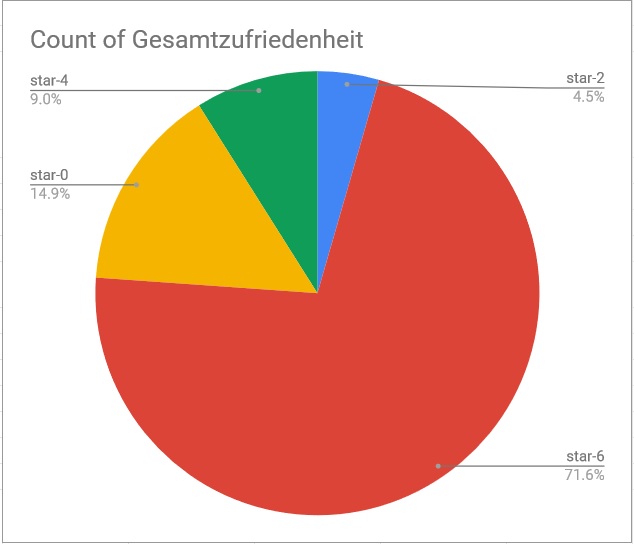 Count of Gesamtzufriedenheit
star-4
9.0%
star-2
4.5%
star-0
14.9%
star-6
71.6%